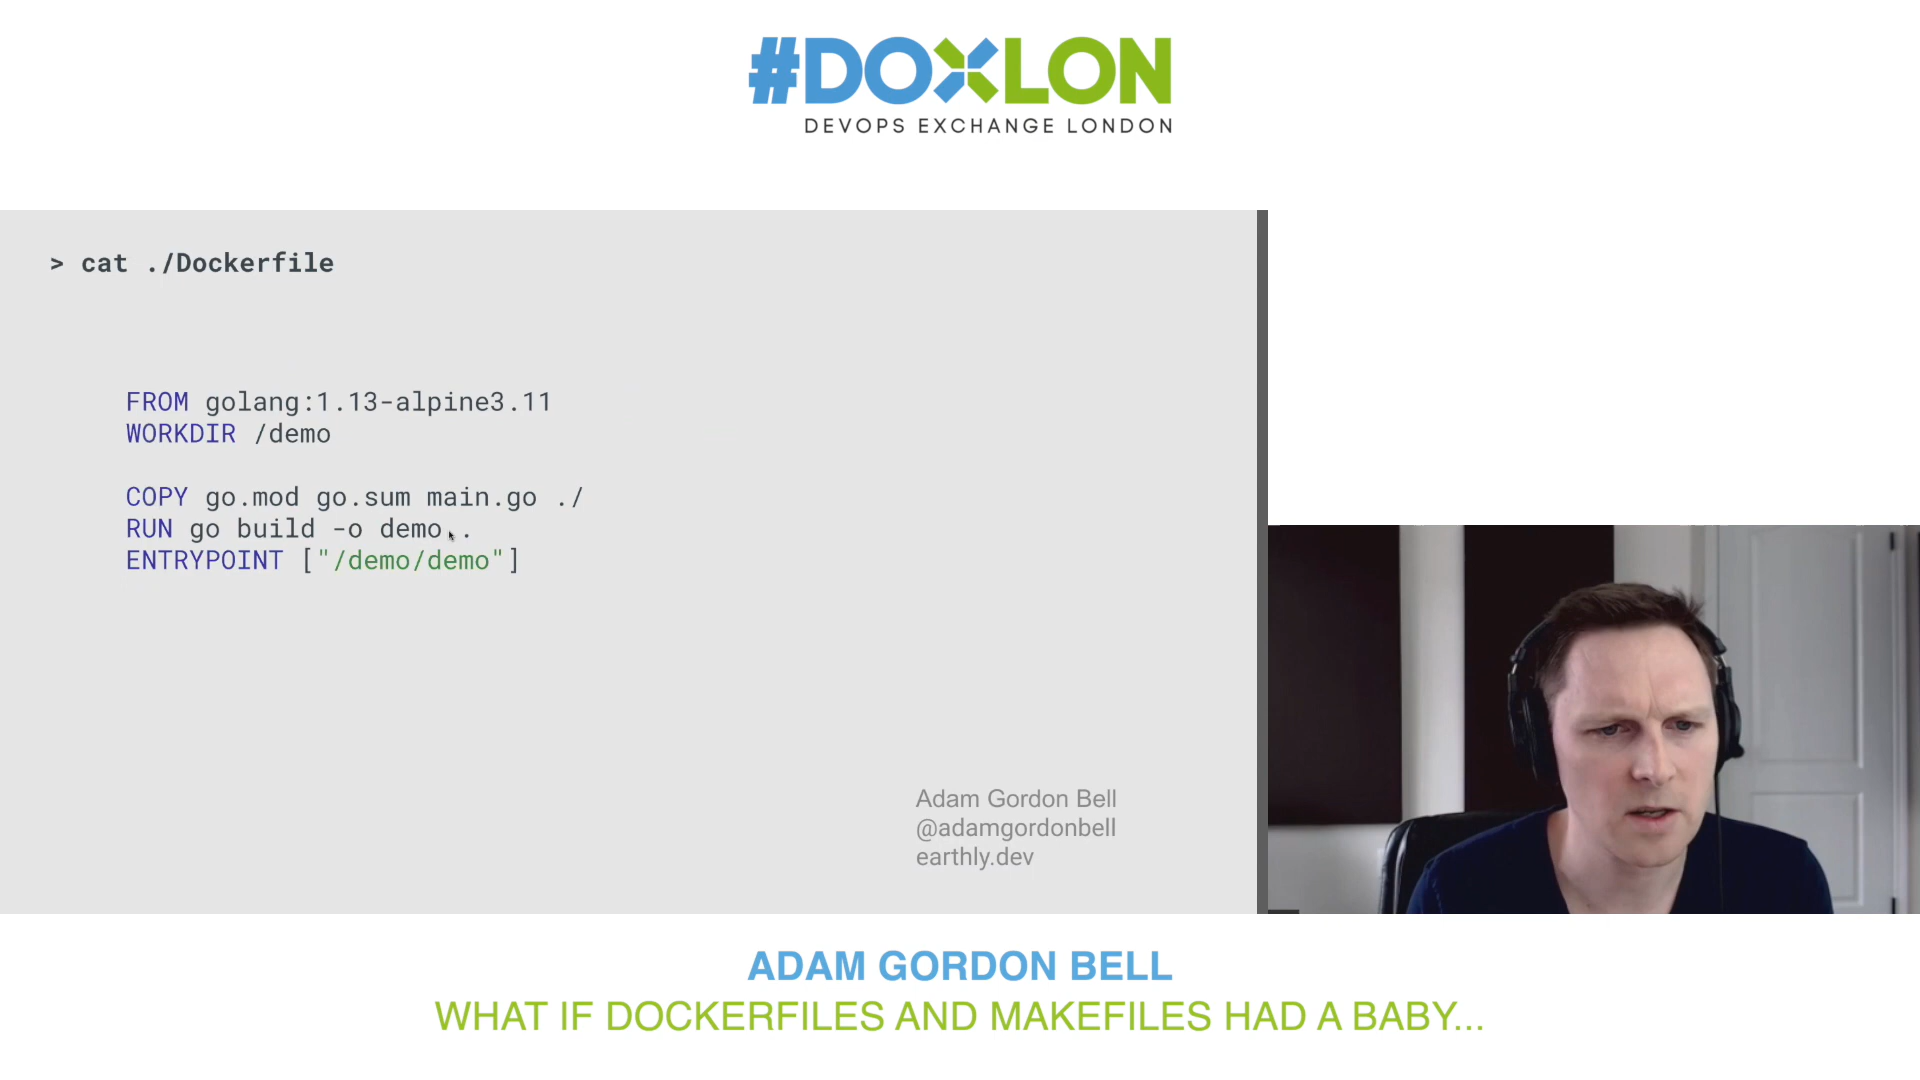 #DOXLON
DEVOPS EXCHANGE LONDON
> cat ./Dockerfile
FROM golang:1.13-alpine3.11
WORKDIR /demo
COPY go.mod go.sum main.go ./
RUN go build -o demo .
ENTRYPOINT ["/demo/demo"]
Adam Gordon Bell
@adamgordonbell
earthly.dev
ADAM GORDON BELL
WHAT IF DOCKERFILES AND MAKEFILES HAD A BABY...